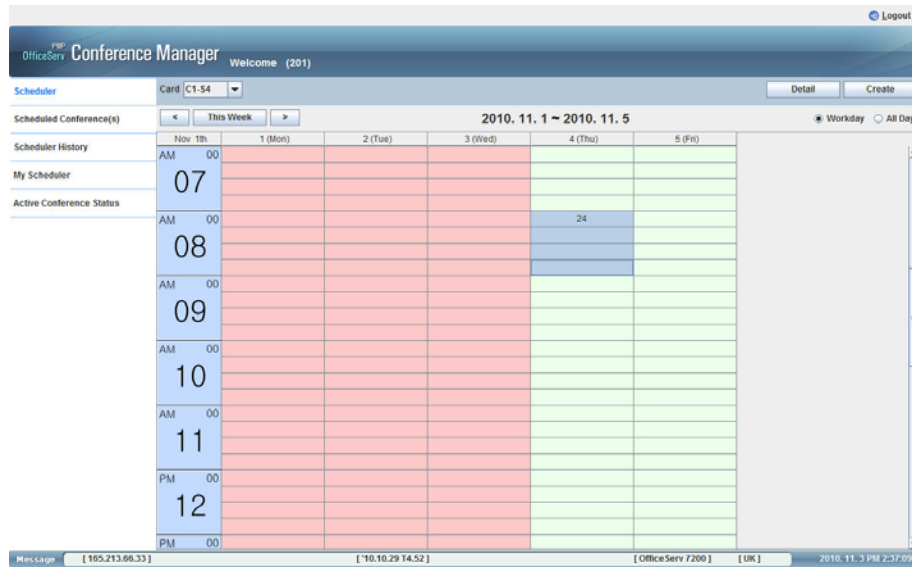 Logout
OfficeServ Conference Manager Welcome (201)
Scheduler
Scheduled Conference(s)
Scheduler History
My Scheduler
Active Conference Status
Card C1-S4 Detail Create
< This Week > 2010. 11. 1 ~ 2010. 11. 5 Workday All Day
Nov 1th 1 (Mon) 2 (Tue) 3 (Wed) 4 (Thu) 5 (Fri)
AM 00
07
AM 00 24
08
AM 00
09
AM 00
10
AM 00
11
PM 00
12
PM 00
Message [ 165.213.66.33 ] [ '10.10.29 T4.52 ] [ OfficeServ 7200 ] [ UK ] 2010. 11. 3 PM 2:37:09